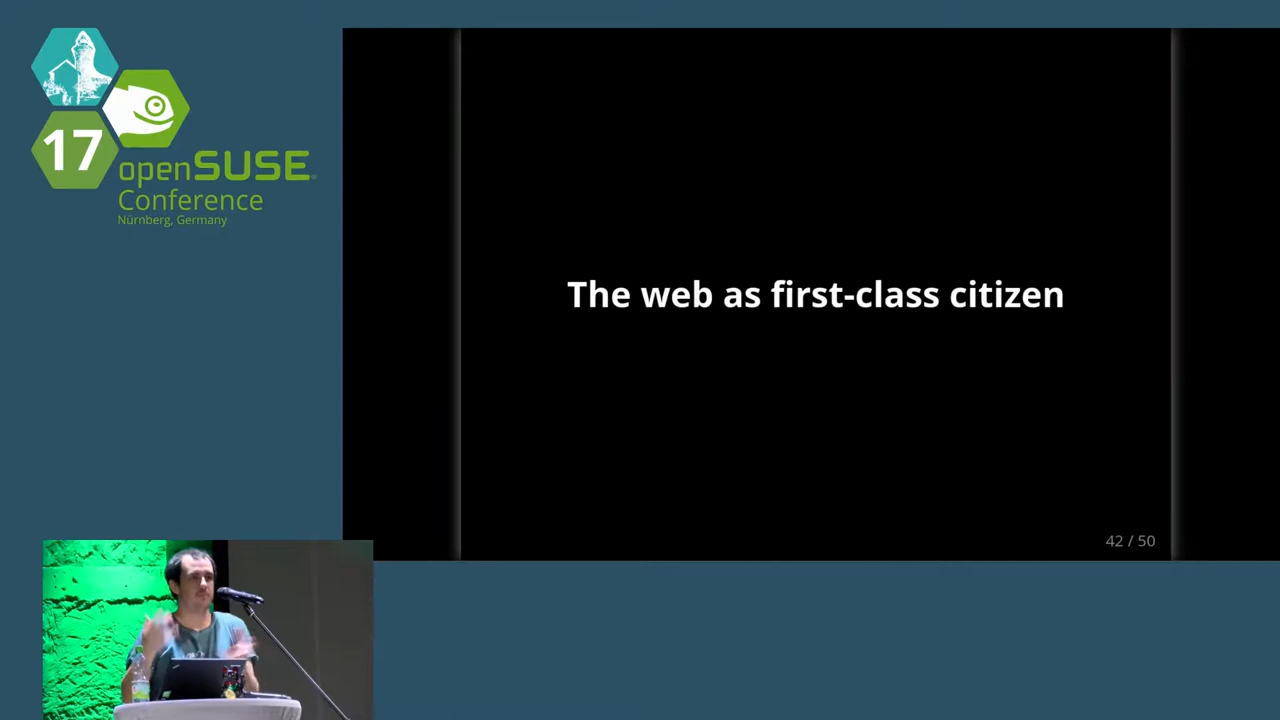 17
openSUSE
Conference
Nürnberg, Germany
The web as first-class citizen
42 / 50